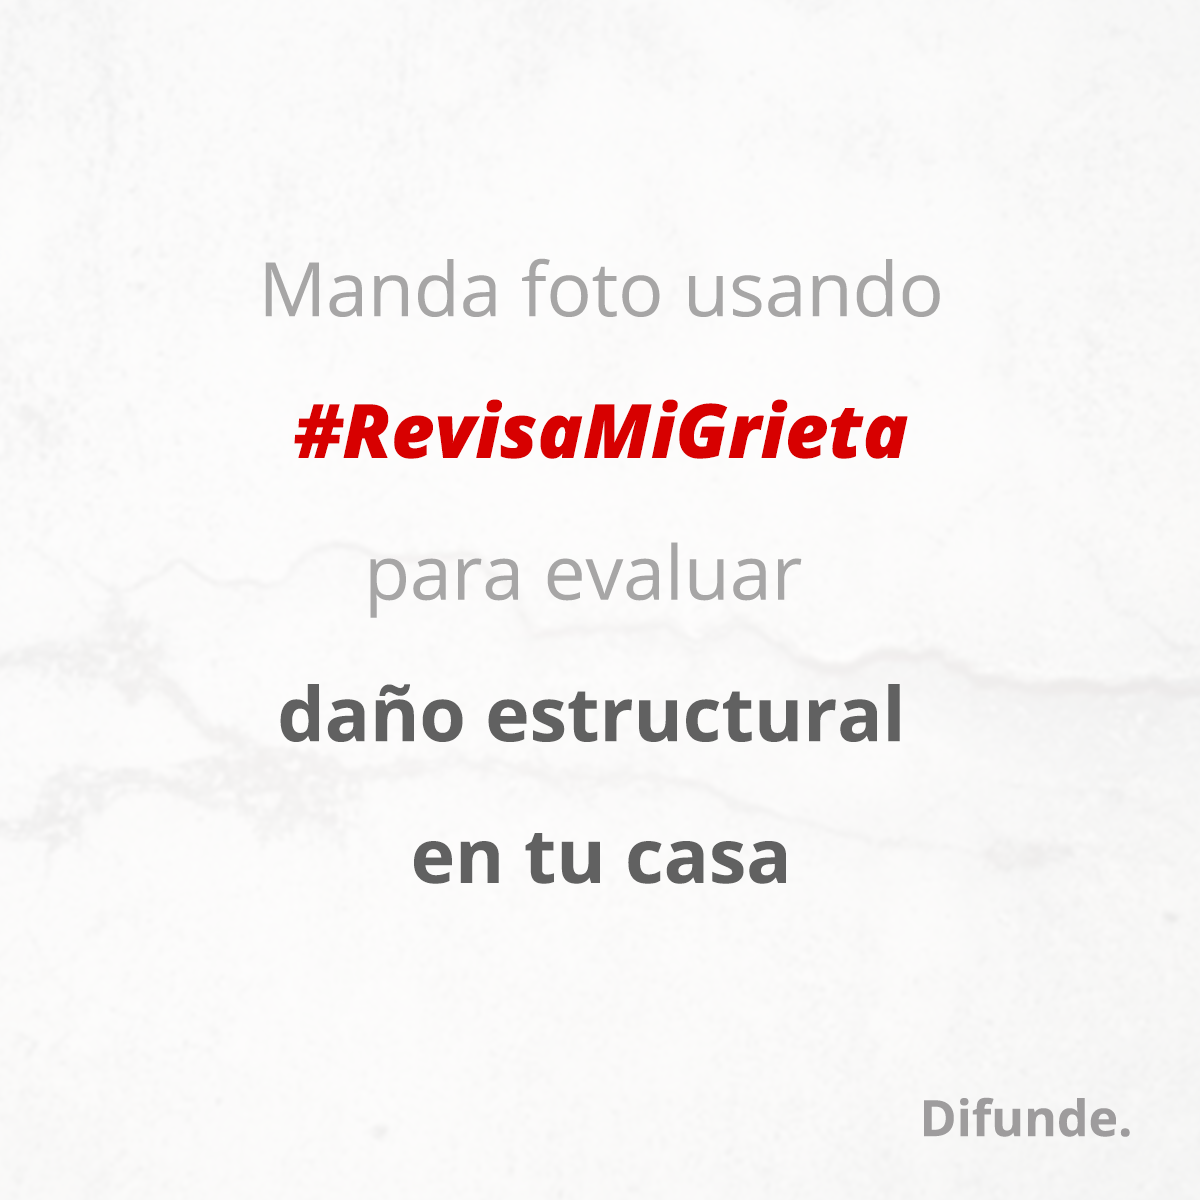 Manda foto usando
#RevisaMiGrieta
para evaluar
daño estructural
en tu casa
Difunde.